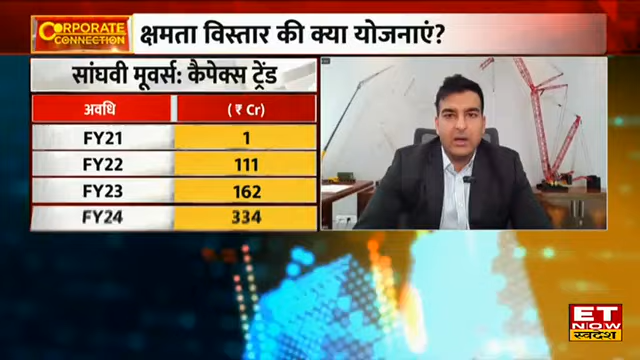 CORPORATE
CONNECTION
क्षमता विस्तार की क्या योजनाएं?
सांघवी मूवर्स: कैपेक्स ट्रेंड
अवधि (₹ Cr)
FY21 1
FY22 111
FY23 162
FY24 334
ET
NOW
स्वदेश